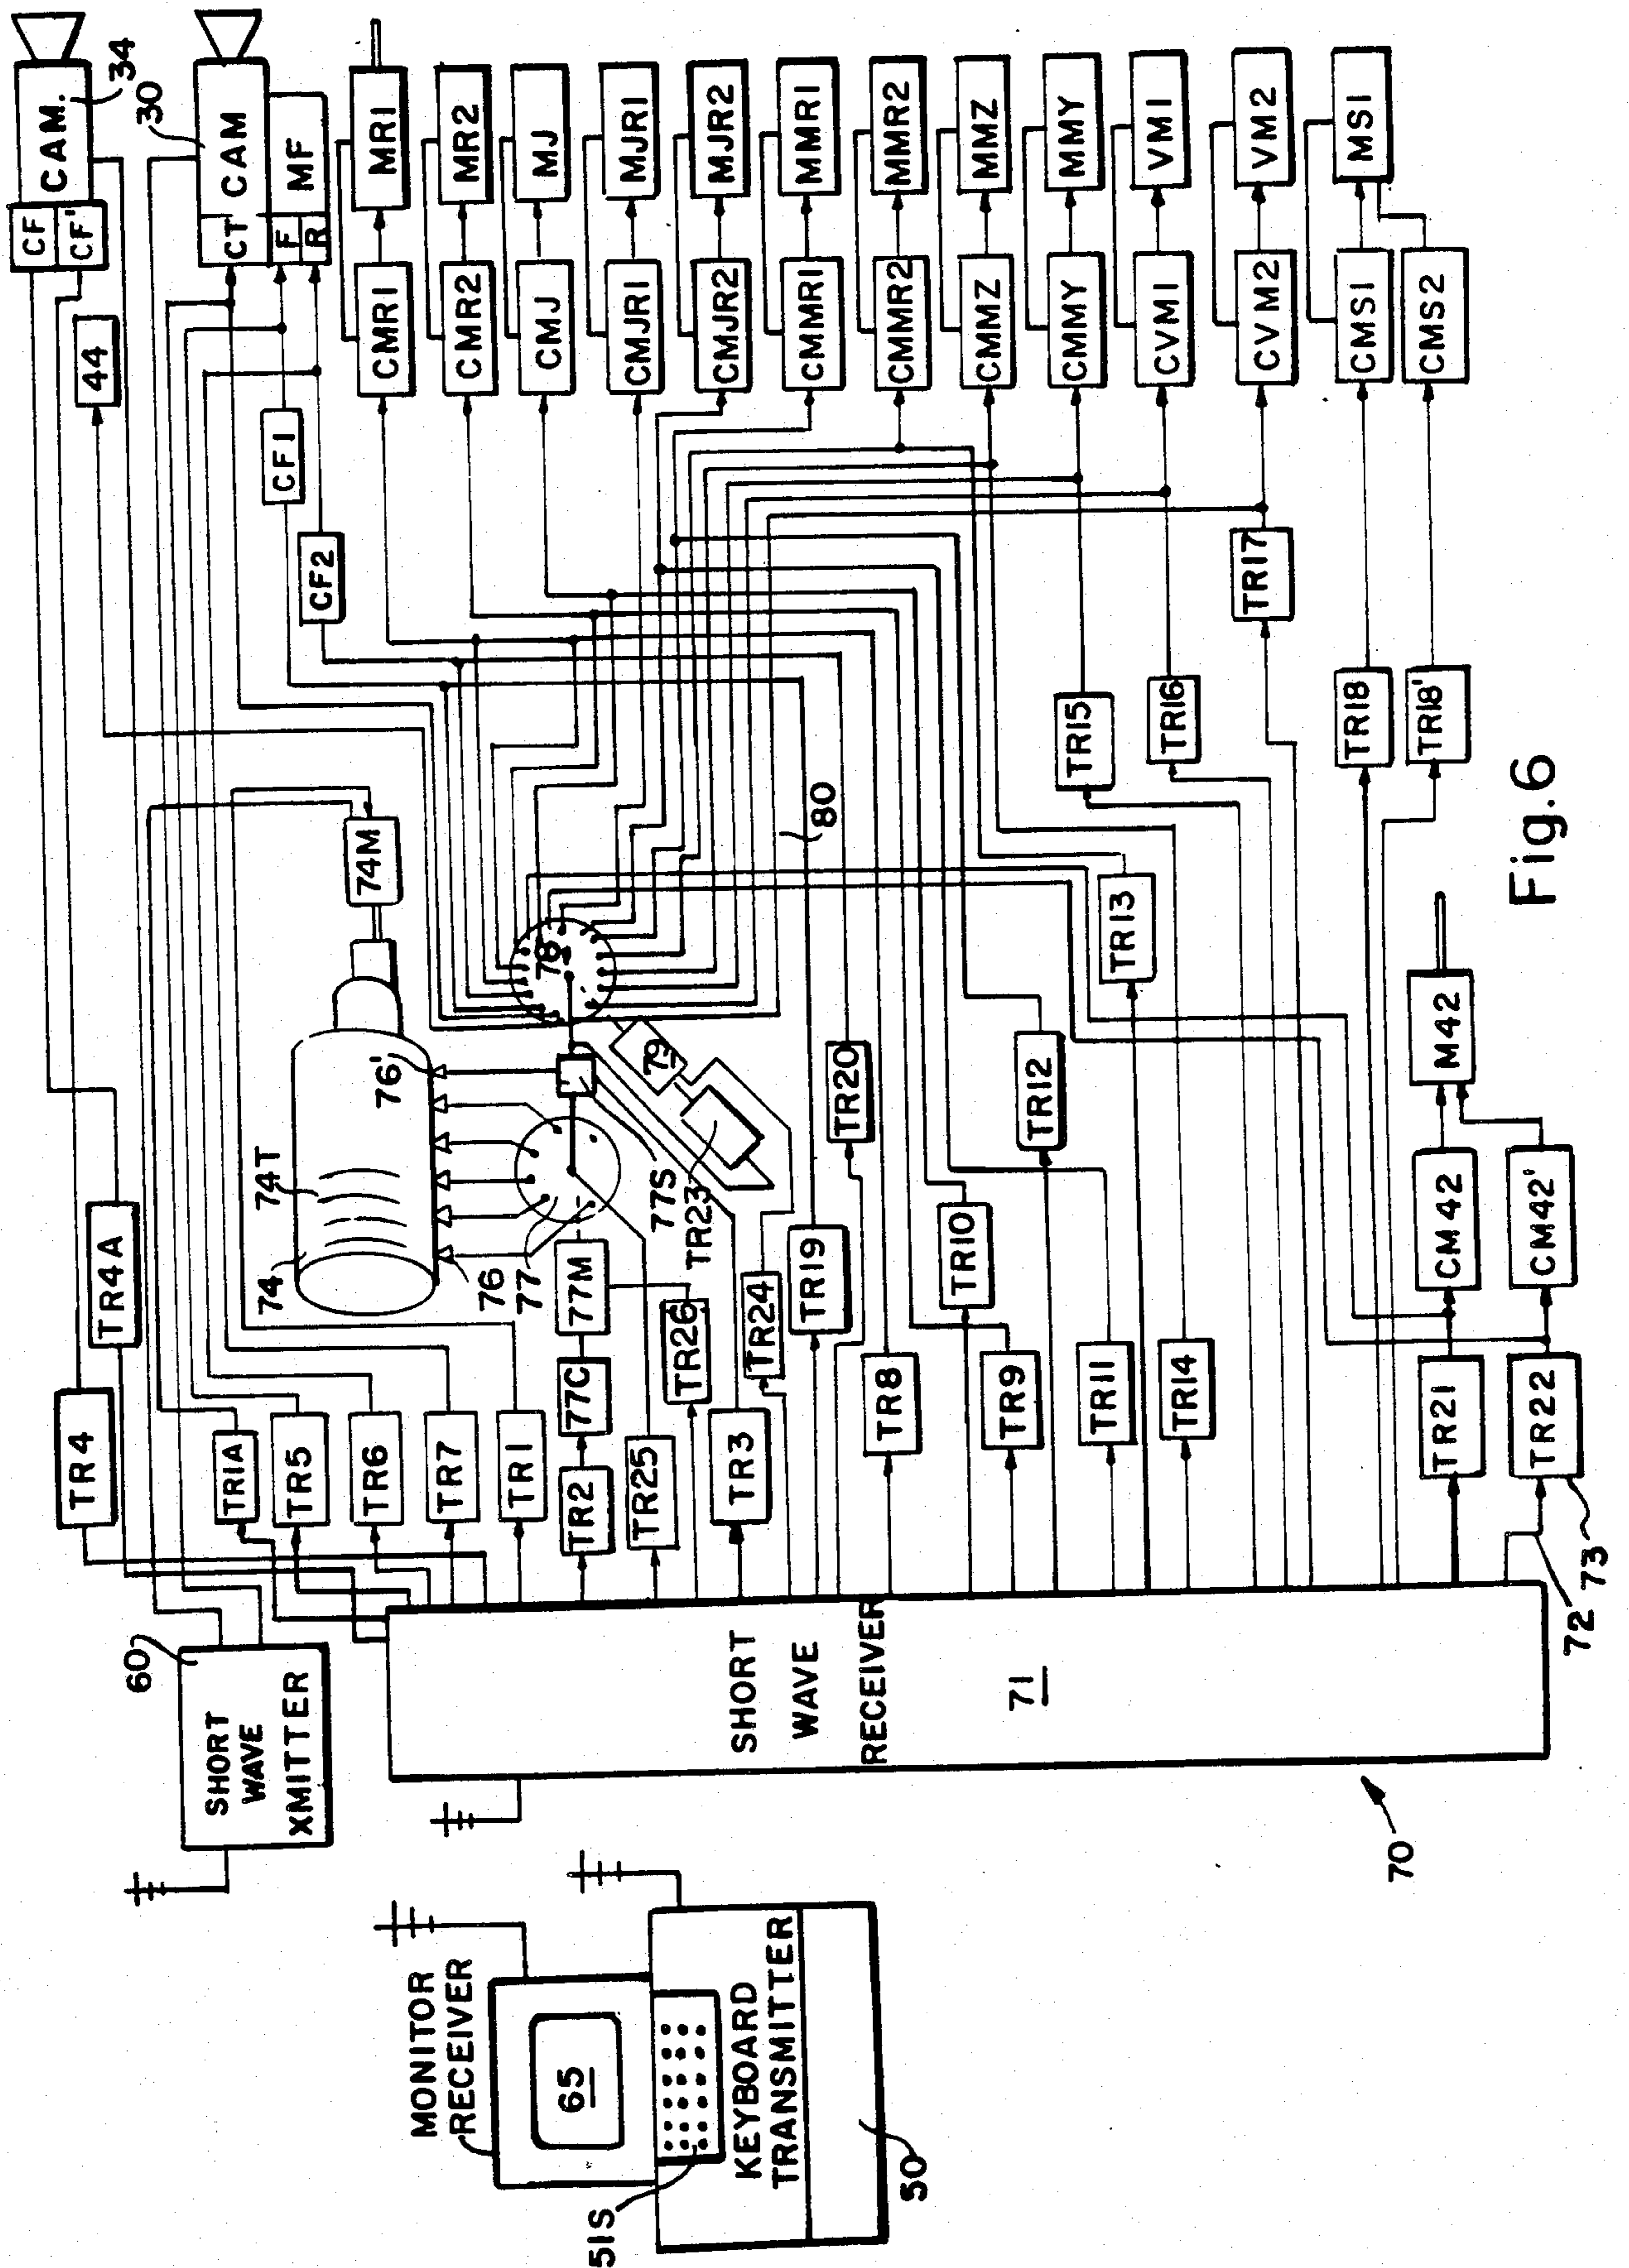 CAM.
34
CF
CF'
44
30
CAM
CT
MF
F
R
CF1
CF2
MR1
CMR1
MR2
CMR2
MJ
CMJ
MJR1
CMJR1
MJR2
CMJR2
MMR1
CMMR1
MMR2
CMMR2
MMZ
CMMZ
MMY
CMMY
VM1
CVM1
VM2
CVM2
MS1
CMS1
CMS2
TR17
TR16
TR15
TR18
TR18'
TR13
80
74M
74T
74
76'
76
77
77S
78
79
TR23
77M
77C
TR26
TR24
TR19
TR20
TR12
TR10
M42
CM42
CM42'
TR4A
TR4
TR1A
TR5
TR6
TR7
TR1
TR2
TR25
TR3
TR8
TR9
TR11
TR14
TR21
TR22
72
73
60
SHORT
WAVE
XMITTER
SHORT
WAVE
RECEIVER
71
70
MONITOR
RECEIVER
65
51S
KEYBOARD
TRANSMITTER
50
Fig.6